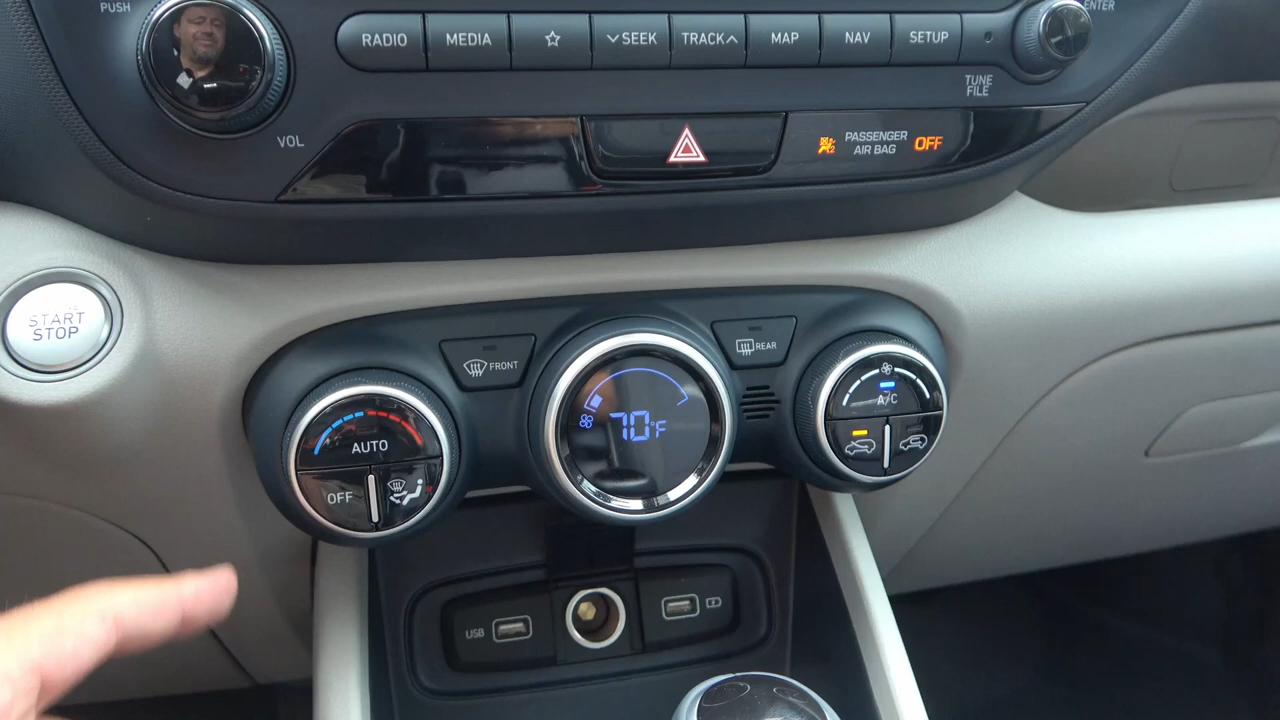 PUSH
ENTER
RADIO
MEDIA
SEEK
TRACK
MAP
NAV
SETUP
TUNE
FILE
VOL
PASSENGER
AIR BAG
OFF
START
STOP
FRONT
REAR
A/C
70°F
AUTO
OFF
USB